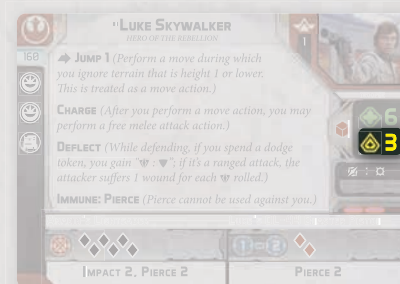 •Luke Skywalker
HERO OF THE REBELLION
160
1
Jump 1 (Perform a move during which
you ignore terrain that is height 1 or lower.
This is treated as a move action.)
Charge (After you perform a move action, you may
perform a free melee attack action.)
Deflect (While defending, if you spend a dodge
token, you gain " : "; if it's a ranged attack, the
attacker suffers 1 wound for each rolled.)
Immune: Pierce (Pierce cannot be used against you.)
6
1
3
:
1 - 2
Impact 2, Pierce 2
Pierce 2